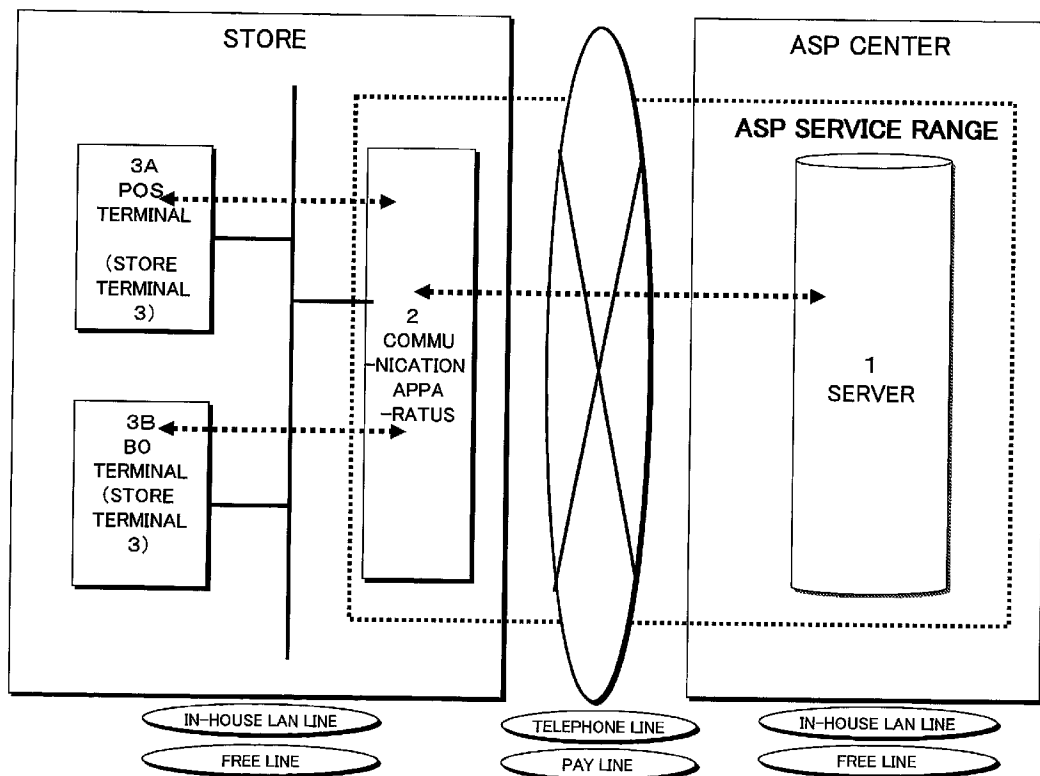 STORE
ASP CENTER
ASP SERVICE RANGE
3A
POS
TERMINAL
(STORE
TERMINAL
3)
2
COMMU
-NICATION
APPA
-RATUS
1
SERVER
3B
BO
TERMINAL
(STORE
TERMINAL
3)
IN-HOUSE LAN LINE
TELEPHONE LINE
IN-HOUSE LAN LINE
FREE LINE
PAY LINE
FREE LINE